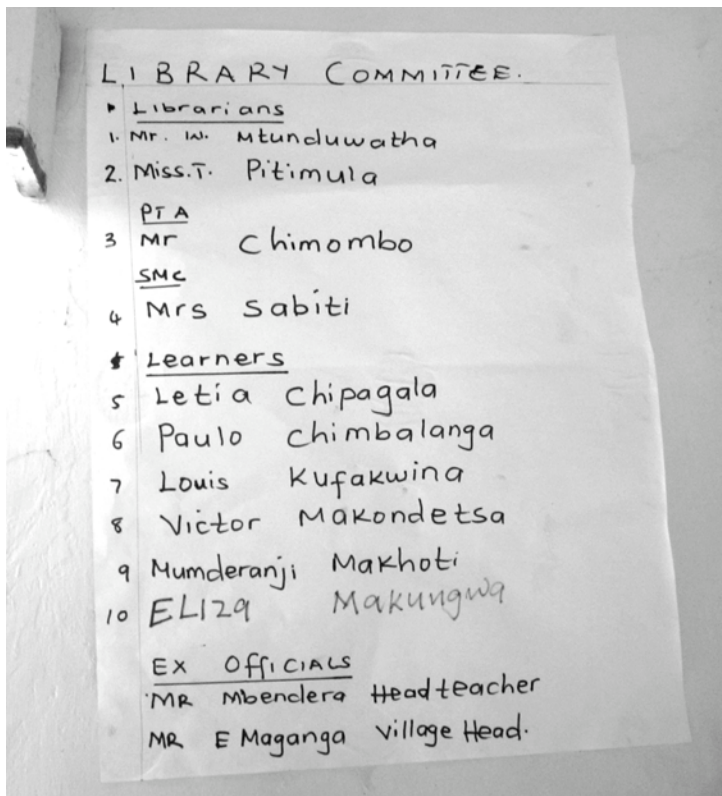 LIBRARY COMMITTEE.
Librarians
1. Mr. W. Mtunduwatha
2. Miss. T. Pitimula
PTA
3 Mr Chimombo
SMC
4 Mrs Sabiti
Learners
5 Letia Chipagala
6 Paulo Chimbalanga
7 Louis Kufakwina
8 Victor Makondetsa
9 Mumderanji Makhoti
10 ELIZa Makungwa
EX OffICIALS
MR Mbendera Headteacher
MR E Maganga Village Head.